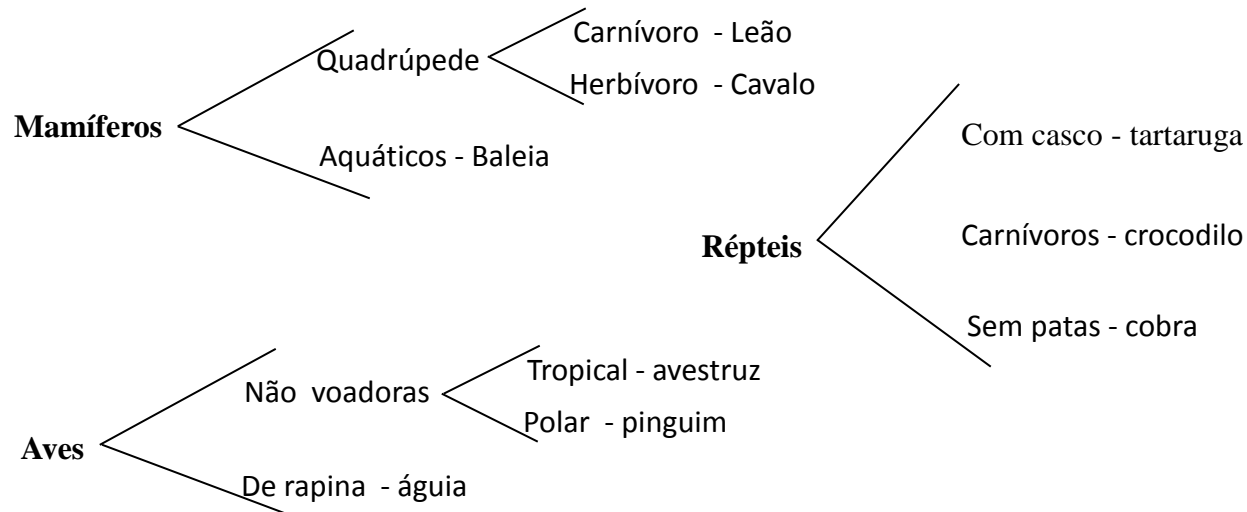 Mamíferos
Quadrúpede
Carnívoro - Leão
Herbívoro - Cavalo
Aquáticos - Baleia
Répteis
Com casco - tartaruga
Carnívoros - crocodilo
Sem patas - cobra
Aves
Não voadoras
Tropical - avestruz
Polar - pinguim
De rapina - águia